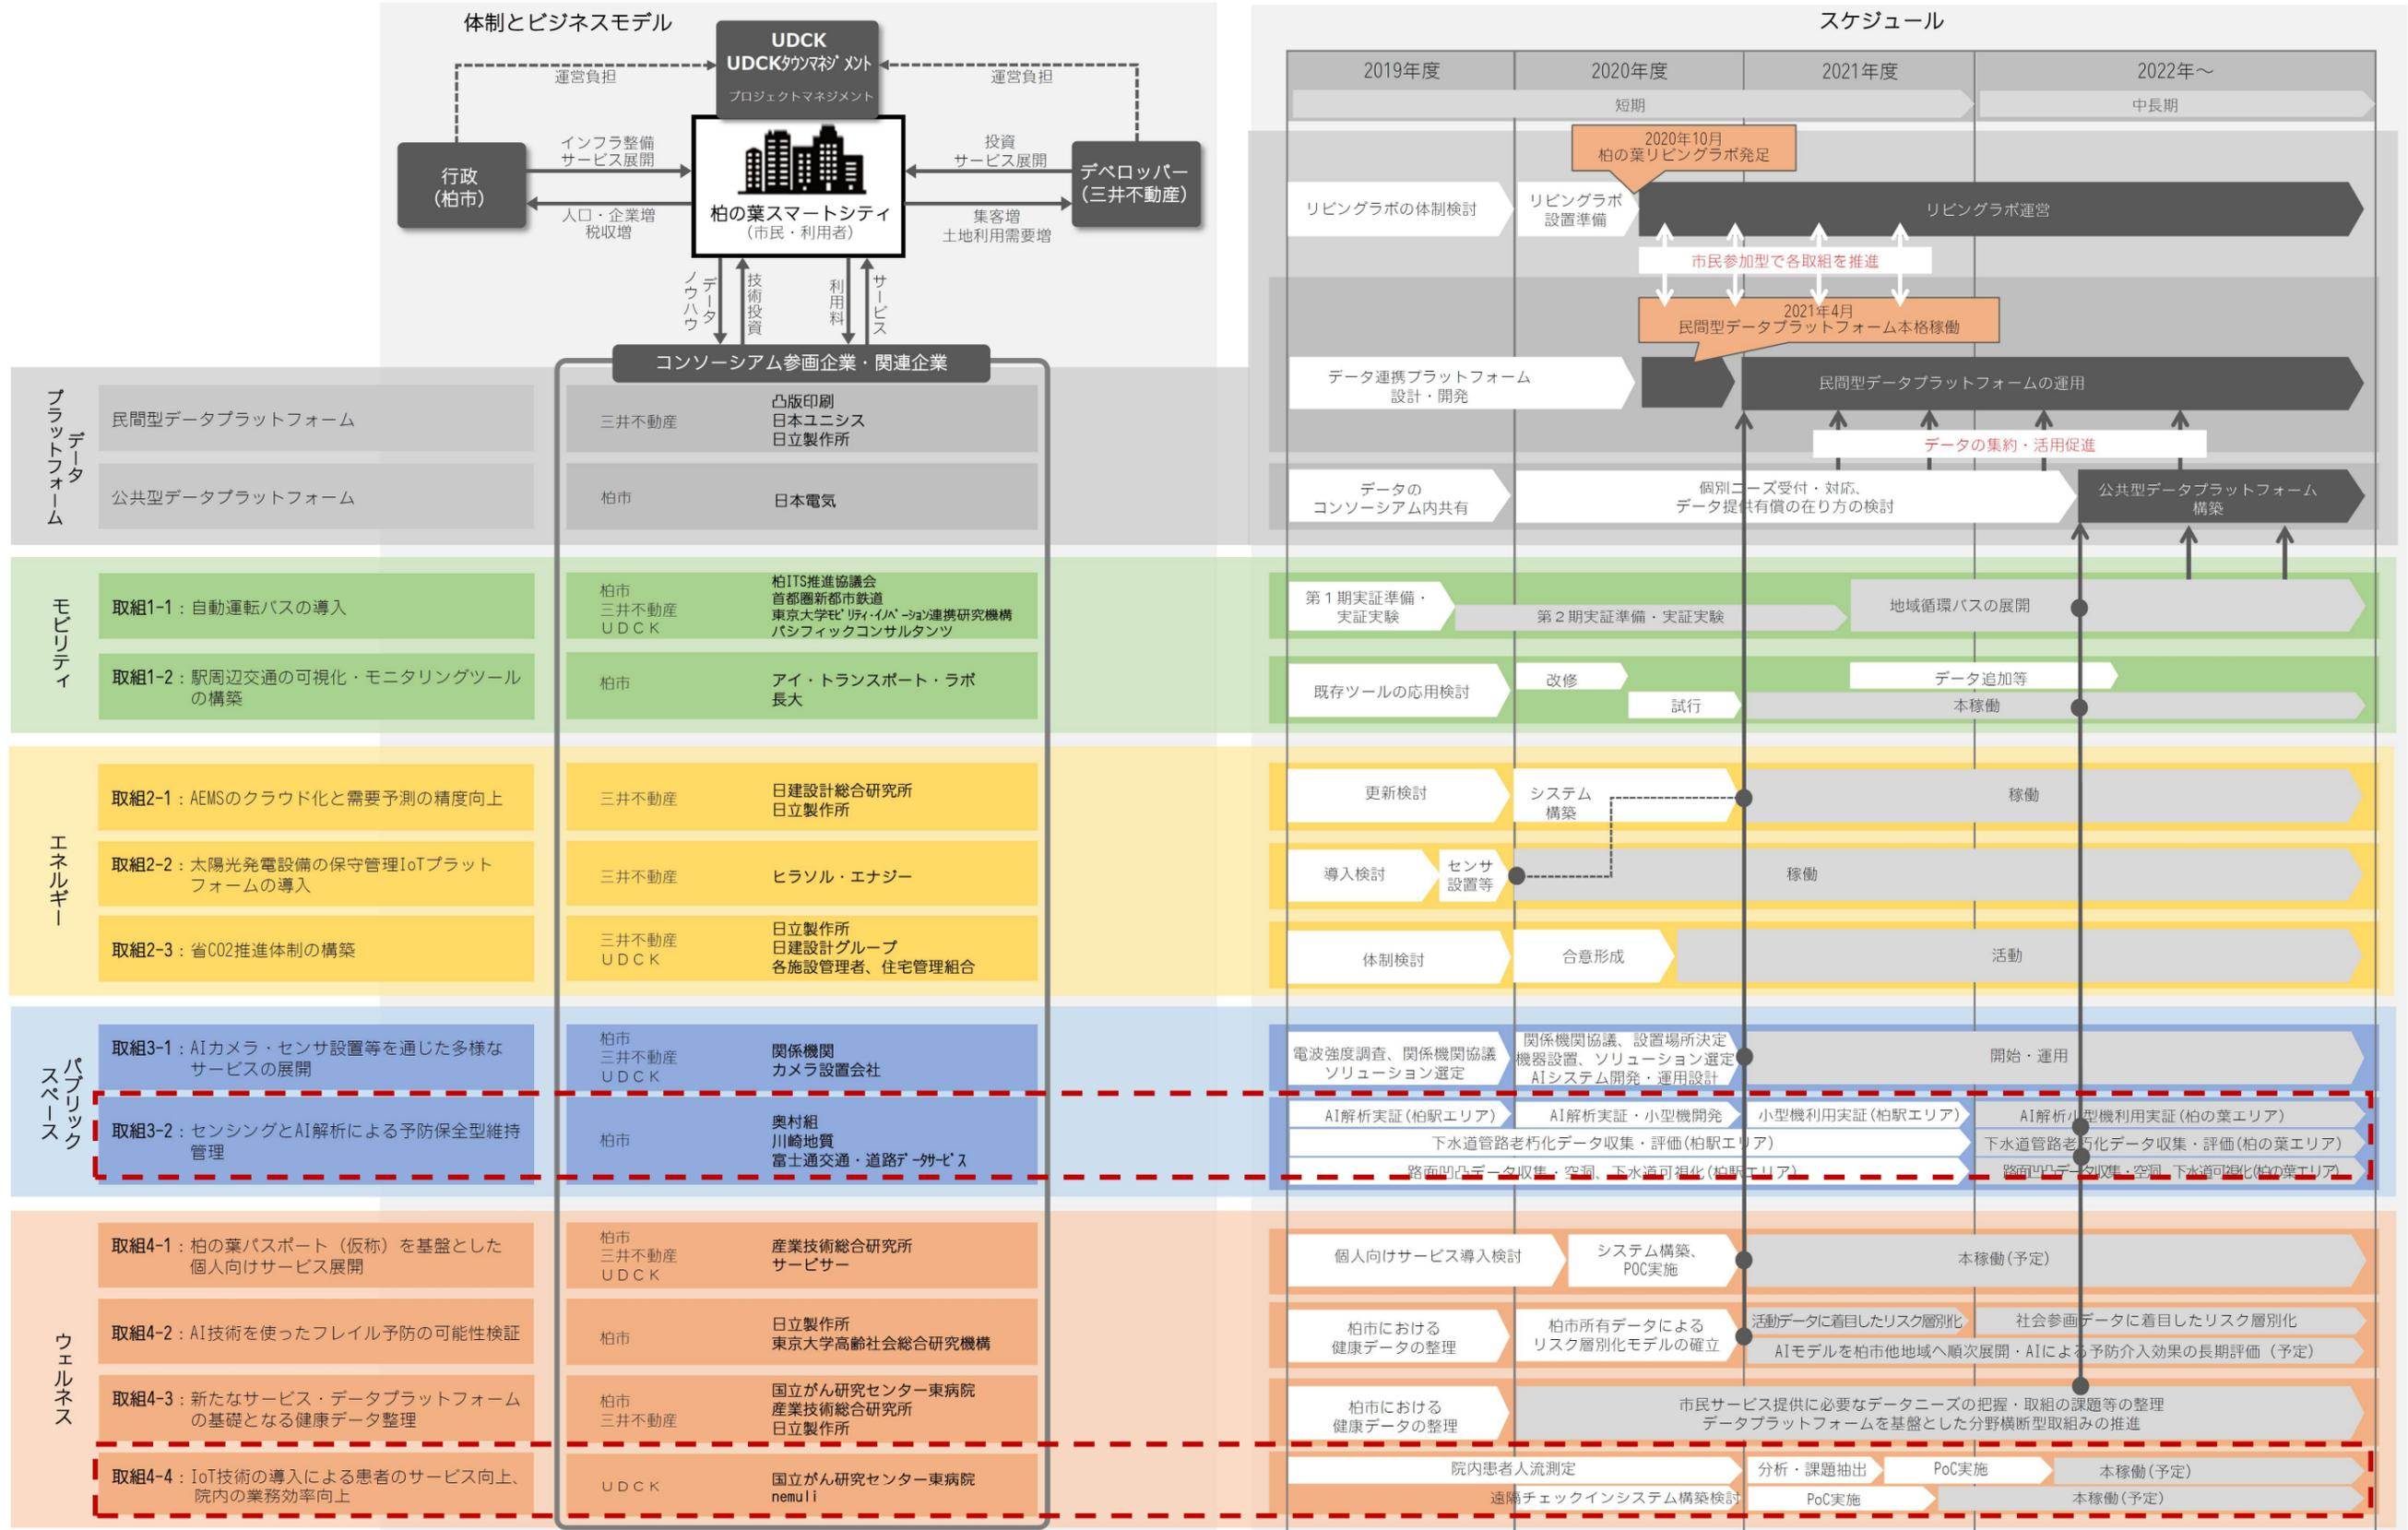 体制とビジネスモデル
UDCK
UDCKタウンマネジメント
プロジェクトマネジメント
運営負担
運営負担
行政
(柏市)
インフラ整備
サービス展開
人口・企業増
税収増
柏の葉スマートシティ
(市民・利用者)
投資
サービス展開
集客増
土地利用需要増
デベロッパー
(三井不動産)
データ
ノウハウ
技術投資
利用料
サービス
コンソーシアム参画企業・関連企業
スケジュール
2019年度
2020年度
2021年度
2022年～
短期
中長期
2020年10月
柏の葉リビングラボ発足
リビングラボの体制検討
リビングラボ
設置準備
リビングラボ運営
市民参加型で各取組を推進
2021年4月
民間型データプラットフォーム本格稼働
データ
プラットフォーム
民間型データプラットフォーム
三井不動産
凸版印刷
日本ユニシス
日立製作所
データ連携プラットフォーム
設計・開発
民間型データプラットフォームの運用
データの集約・活用促進
公共型データプラットフォーム
柏市
日本電気
データの
コンソーシアム内共有
個別ニーズ受付・対応、
データ提供有償の在り方の検討
公共型データプラットフォーム
構築
モビリティ
取組1-1：自動運転バスの導入
柏市
三井不動産
ＵＤＣＫ
柏ITS推進協議会
首都圏新都市鉄道
東京大学ﾓﾋﾞﾘﾃｨ･ｲﾉﾍﾞｰｼｮﾝ連携研究機構
パシフィックコンサルタンツ
第１期実証準備・
実証実験
第２期実証準備・実証実験
地域循環バスの展開
取組1-2：駅周辺交通の可視化・モニタリングツール
の構築
柏市
アイ・トランスポート・ラボ
長大
既存ツールの応用検討
改修
試行
データ追加等
本稼働
エネルギー
取組2-1：AEMSのクラウド化と需要予測の精度向上
三井不動産
日建設計総合研究所
日立製作所
更新検討
システム
構築
稼働
取組2-2：太陽光発電設備の保守管理IoTプラット
フォームの導入
三井不動産
ヒラソル・エナジー
導入検討
センサ
設置等
稼働
取組2-3：省CO2推進体制の構築
三井不動産
ＵＤＣＫ
日立製作所
日建設計グループ
各施設管理者、住宅管理組合
体制検討
合意形成
活動
パブリック
スペース
取組3-1：AIカメラ・センサ設置等を通じた多様な
サービスの展開
柏市
三井不動産
ＵＤＣＫ
関係機関
カメラ設置会社
電波強度調査、関係機関協議
ソリューション選定
関係機関協議、設置場所決定
機器設置、ソリューション選定
AIシステム開発・運用設計
開始・運用
取組3-2：センシングとAI解析による予防保全型維持
管理
柏市
奥村組
川崎地質
富士通交通・道路ﾃﾞｰﾀｻｰﾋﾞｽ
AI解析実証(柏駅エリア)
AI解析実証・小型機開発
小型機利用実証(柏駅エリア)
AI解析小型機利用実証(柏の葉エリア)
下水道管路老朽化データ収集・評価(柏駅エリア)
下水道管路老朽化データ収集・評価(柏の葉エリア)
路面凹凸データ収集・空洞、下水道可視化(柏駅エリア)
路面凹凸データ収集・空洞、下水道可視化(柏の葉エリア)
ウェルネス
取組4-1：柏の葉パスポート（仮称）を基盤とした
個人向けサービス展開
柏市
三井不動産
ＵＤＣＫ
産業技術総合研究所
サービサー
個人向けサービス導入検討
システム構築、
POC実施
本稼働(予定)
取組4-2：AI技術を使ったフレイル予防の可能性検証
柏市
日立製作所
東京大学高齢社会総合研究機構
柏市における
健康データの整理
柏市所有データによる
リスク層別化モデルの確立
活動データに着目したリスク層別化
社会参画データに着目したリスク層別化
AIモデルを柏市他地域へ順次展開・AIによる予防介入効果の長期評価（予定）
取組4-3：新たなサービス・データプラットフォーム
の基礎となる健康データ整理
柏市
三井不動産
国立がん研究センター東病院
産業技術総合研究所
日立製作所
柏市における
健康データの整理
市民サービス提供に必要なデータニーズの把握・取組の課題等の整理
データプラットフォームを基盤とした分野横断型取組みの推進
取組4-4：IoT技術の導入による患者のサービス向上、
院内の業務効率向上
ＵＤＣＫ
国立がん研究センター東病院
nemuli
院内患者人流測定
分析・課題抽出
PoC実施
本稼働(予定)
遠隔チェックインシステム構築検討
PoC実施
本稼働(予定)